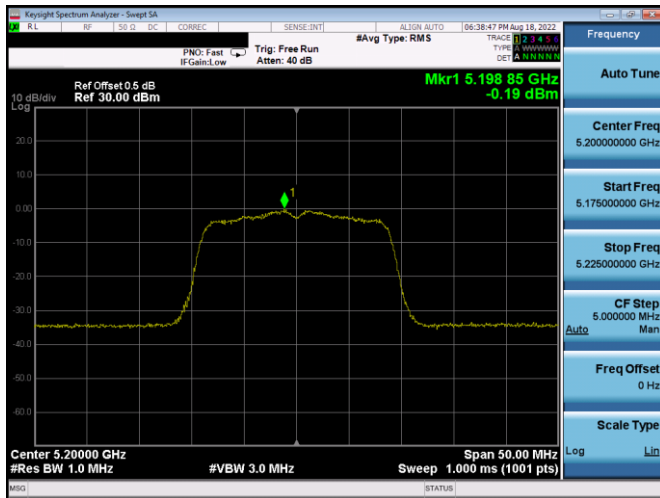 Keysight Spectrum Analyzer - Swept SA
RL RF 50 Ω DC CORREC SENSE:INT ALIGN AUTO 06:38:47 PM Aug 18, 2022
#Avg Type: RMS
TRACE 1 2 3 4 5 6
TYPE A WWWWW
DET A N N N N N
PNO: Fast
IFGain:Low
Trig: Free Run
Atten: 40 dB
Mkr1 5.198 85 GHz
-0.19 dBm
Ref Offset 0.5 dB
Ref 30.00 dBm
10 dB/div
Log
20.0
10.0
0.00
-10.0
-20.0
-30.0
-40.0
-50.0
-60.0
1
Center 5.20000 GHz
#Res BW 1.0 MHz
#VBW 3.0 MHz
Span 50.00 MHz
Sweep 1.000 ms (1001 pts)
MSG
STATUS
Frequency
Auto Tune
Center Freq
5.200000000 GHz
Start Freq
5.175000000 GHz
Stop Freq
5.225000000 GHz
CF Step
5.000000 MHz
Auto Man
Freq Offset
0 Hz
Scale Type
Log Lin